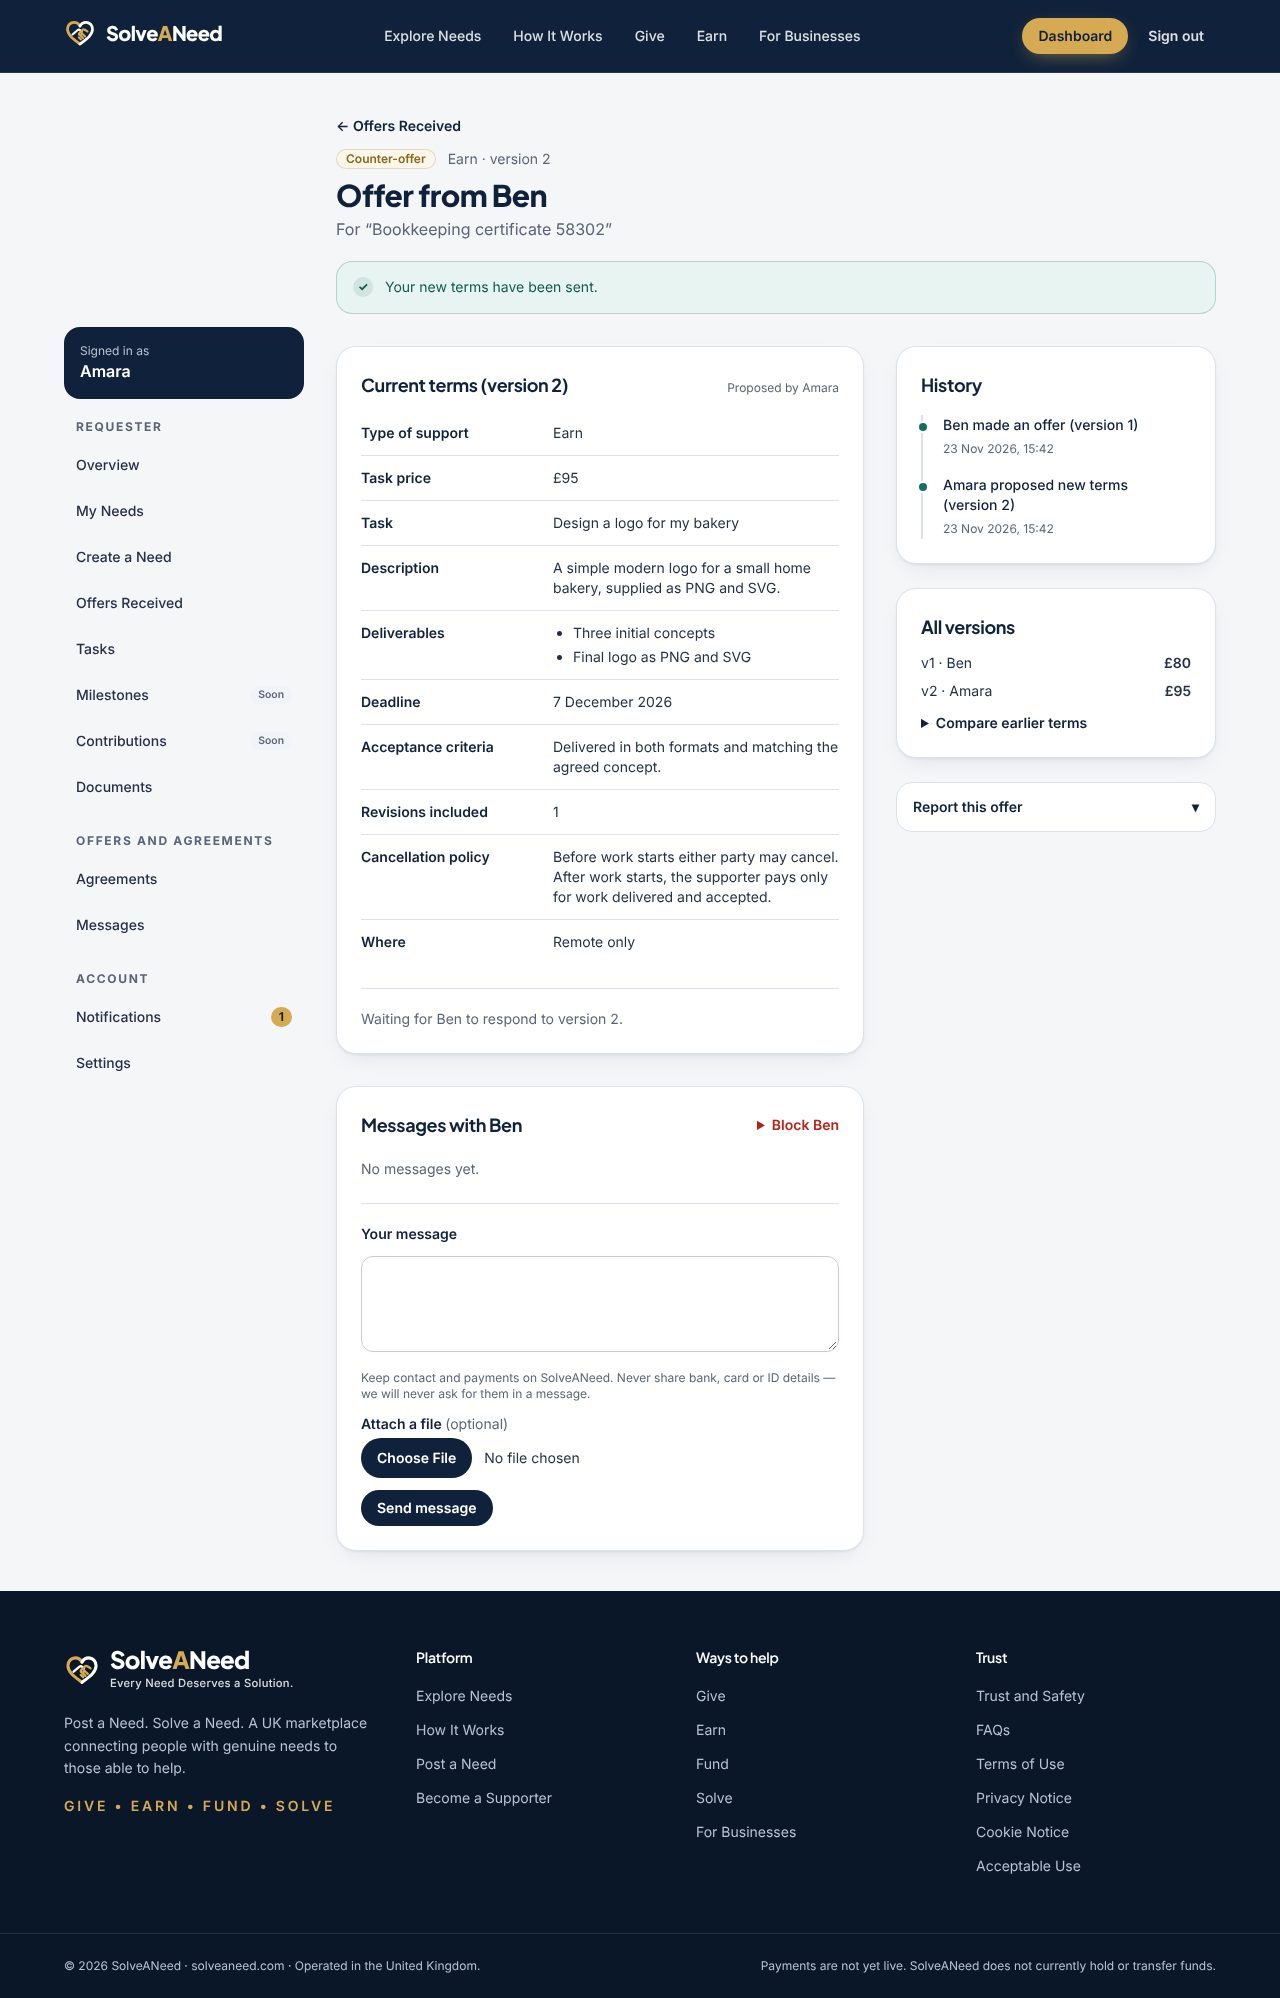 SolveANeed
Explore Needs
How It Works
Give
Earn
For Businesses
Dashboard
Sign out
← Offers Received
Counter-offer
Earn · version 2
Offer from Ben
For “Bookkeeping certificate 58302”
Your new terms have been sent.
Signed in as
Amara
REQUESTER
Overview
My Needs
Create a Need
Offers Received
Tasks
Milestones
Soon
Contributions
Soon
Documents
OFFERS AND AGREEMENTS
Agreements
Messages
ACCOUNT
Notifications
1
Settings
Current terms (version 2)
Proposed by Amara
Type of support
Earn
Task price
£95
Task
Design a logo for my bakery
Description
A simple modern logo for a small home
bakery, supplied as PNG and SVG.
Deliverables
• Three initial concepts
• Final logo as PNG and SVG
Deadline
7 December 2026
Acceptance criteria
Delivered in both formats and matching the
agreed concept.
Revisions included
1
Cancellation policy
Before work starts either party may cancel.
After work starts, the supporter pays only
for work delivered and accepted.
Where
Remote only
Waiting for Ben to respond to version 2.
History
Ben made an offer (version 1)
23 Nov 2026, 15:42
Amara proposed new terms
(version 2)
23 Nov 2026, 15:42
All versions
v1 · Ben
£80
v2 · Amara
£95
▶ Compare earlier terms
Report this offer
▾
Messages with Ben
▶ Block Ben
No messages yet.
Your message
Keep contact and payments on SolveANeed. Never share bank, card or ID details —
we will never ask for them in a message.
Attach a file (optional)
Choose File
No file chosen
Send message
SolveANeed
Every Need Deserves a Solution.
Post a Need. Solve a Need. A UK marketplace
connecting people with genuine needs to
those able to help.
GIVE • EARN • FUND • SOLVE
Platform
Explore Needs
How It Works
Post a Need
Become a Supporter
Ways to help
Give
Earn
Fund
Solve
For Businesses
Trust
Trust and Safety
FAQs
Terms of Use
Privacy Notice
Cookie Notice
Acceptable Use
© 2026 SolveANeed · solveaneed.com · Operated in the United Kingdom.
Payments are not yet live. SolveANeed does not currently hold or transfer funds.